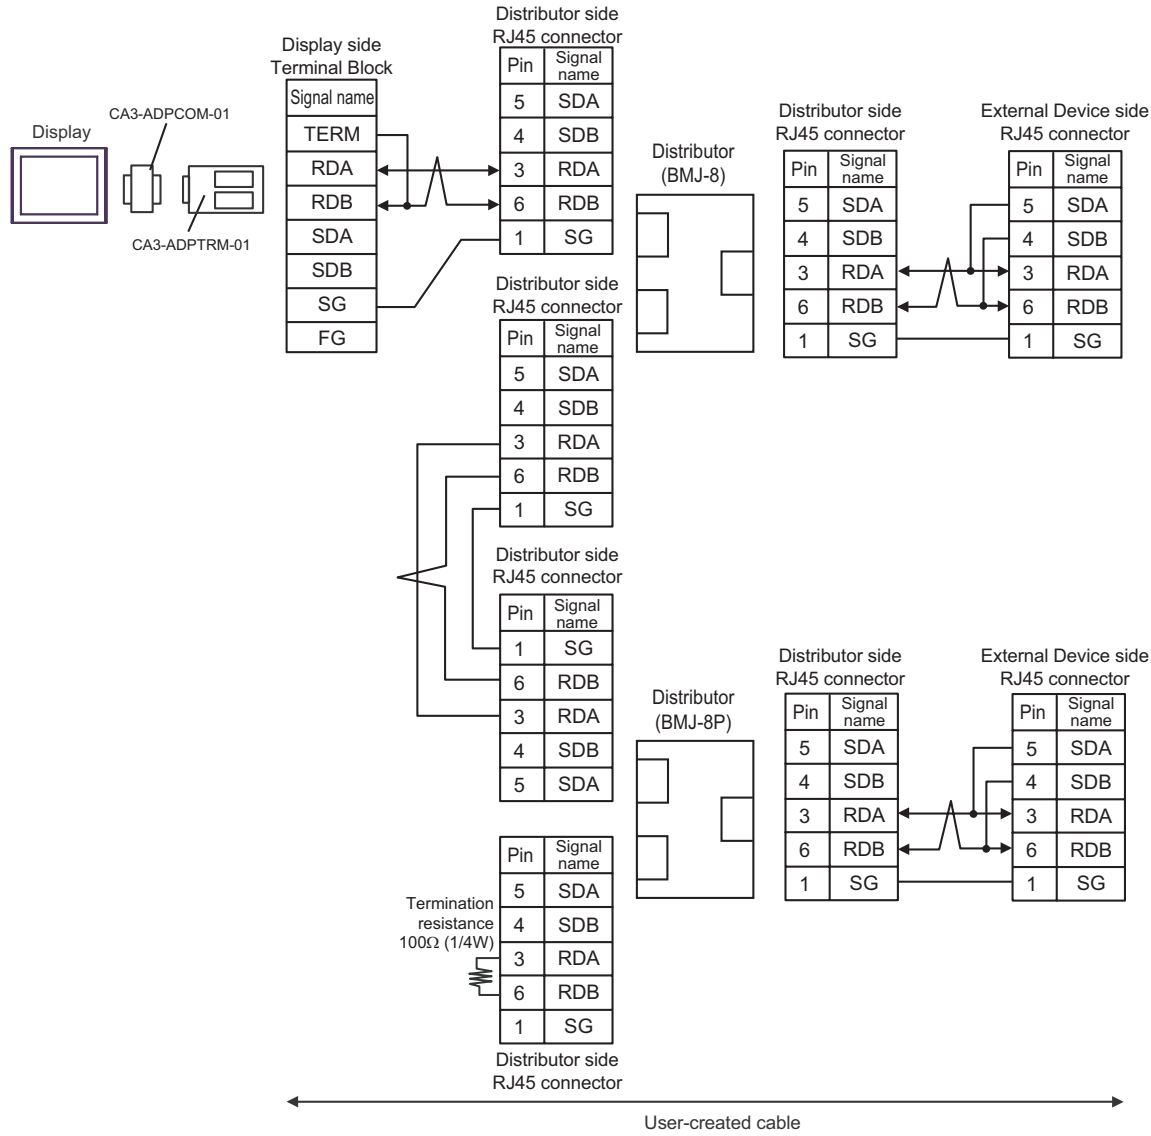 Display
CA3-ADPCOM-01
CA3-ADPTRM-01
Display side
Terminal Block
Signal name
TERM
RDA
RDB
SDA
SDB
SG
FG
Distributor side
RJ45 connector
Pin Signal name
5 SDA
4 SDB
3 RDA
6 RDB
1 SG
Distributor
(BMJ-8)
Distributor side
RJ45 connector
Pin Signal name
5 SDA
4 SDB
3 RDA
6 RDB
1 SG
External Device side
RJ45 connector
Pin Signal name
5 SDA
4 SDB
3 RDA
6 RDB
1 SG
Distributor side
RJ45 connector
Pin Signal name
5 SDA
4 SDB
3 RDA
6 RDB
1 SG
Distributor side
RJ45 connector
Pin Signal name
1 SG
6 RDB
3 RDA
4 SDB
5 SDA
Distributor
(BMJ-8P)
Distributor side
RJ45 connector
Pin Signal name
5 SDA
4 SDB
3 RDA
6 RDB
1 SG
External Device side
RJ45 connector
Pin Signal name
5 SDA
4 SDB
3 RDA
6 RDB
1 SG
Termination
resistance
100Ω (1/4W)
Pin Signal name
5 SDA
4 SDB
3 RDA
6 RDB
1 SG
Distributor side
RJ45 connector
User-created cable